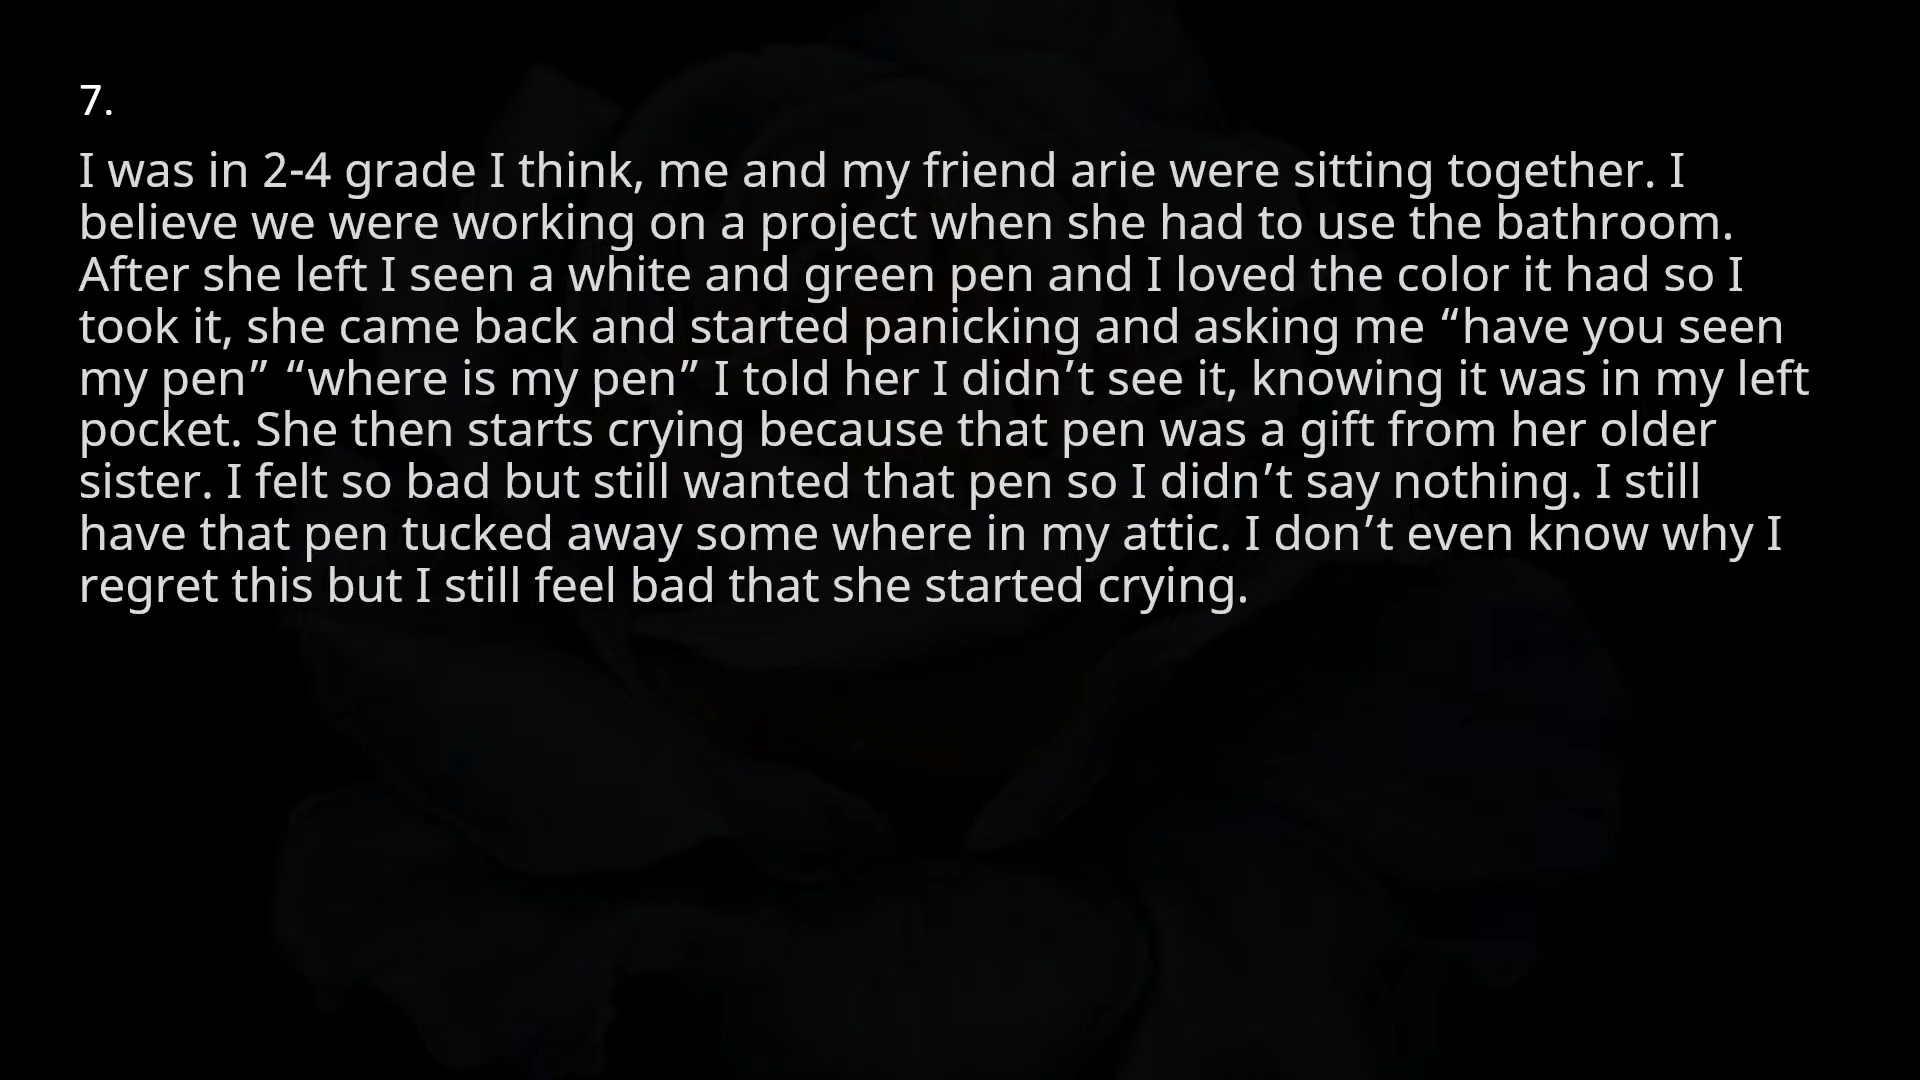 7.
I was in 2-4 grade I think, me and my friend arie were sitting together. I
believe we were working on a project when she had to use the bathroom.
After she left I seen a white and green pen and I loved the color it had so I
took it, she came back and started panicking and asking me “have you seen
my pen” “where is my pen” I told her I didn’t see it, knowing it was in my left
pocket. She then starts crying because that pen was a gift from her older
sister. I felt so bad but still wanted that pen so I didn’t say nothing. I still
have that pen tucked away some where in my attic. I don’t even know why I
regret this but I still feel bad that she started crying.